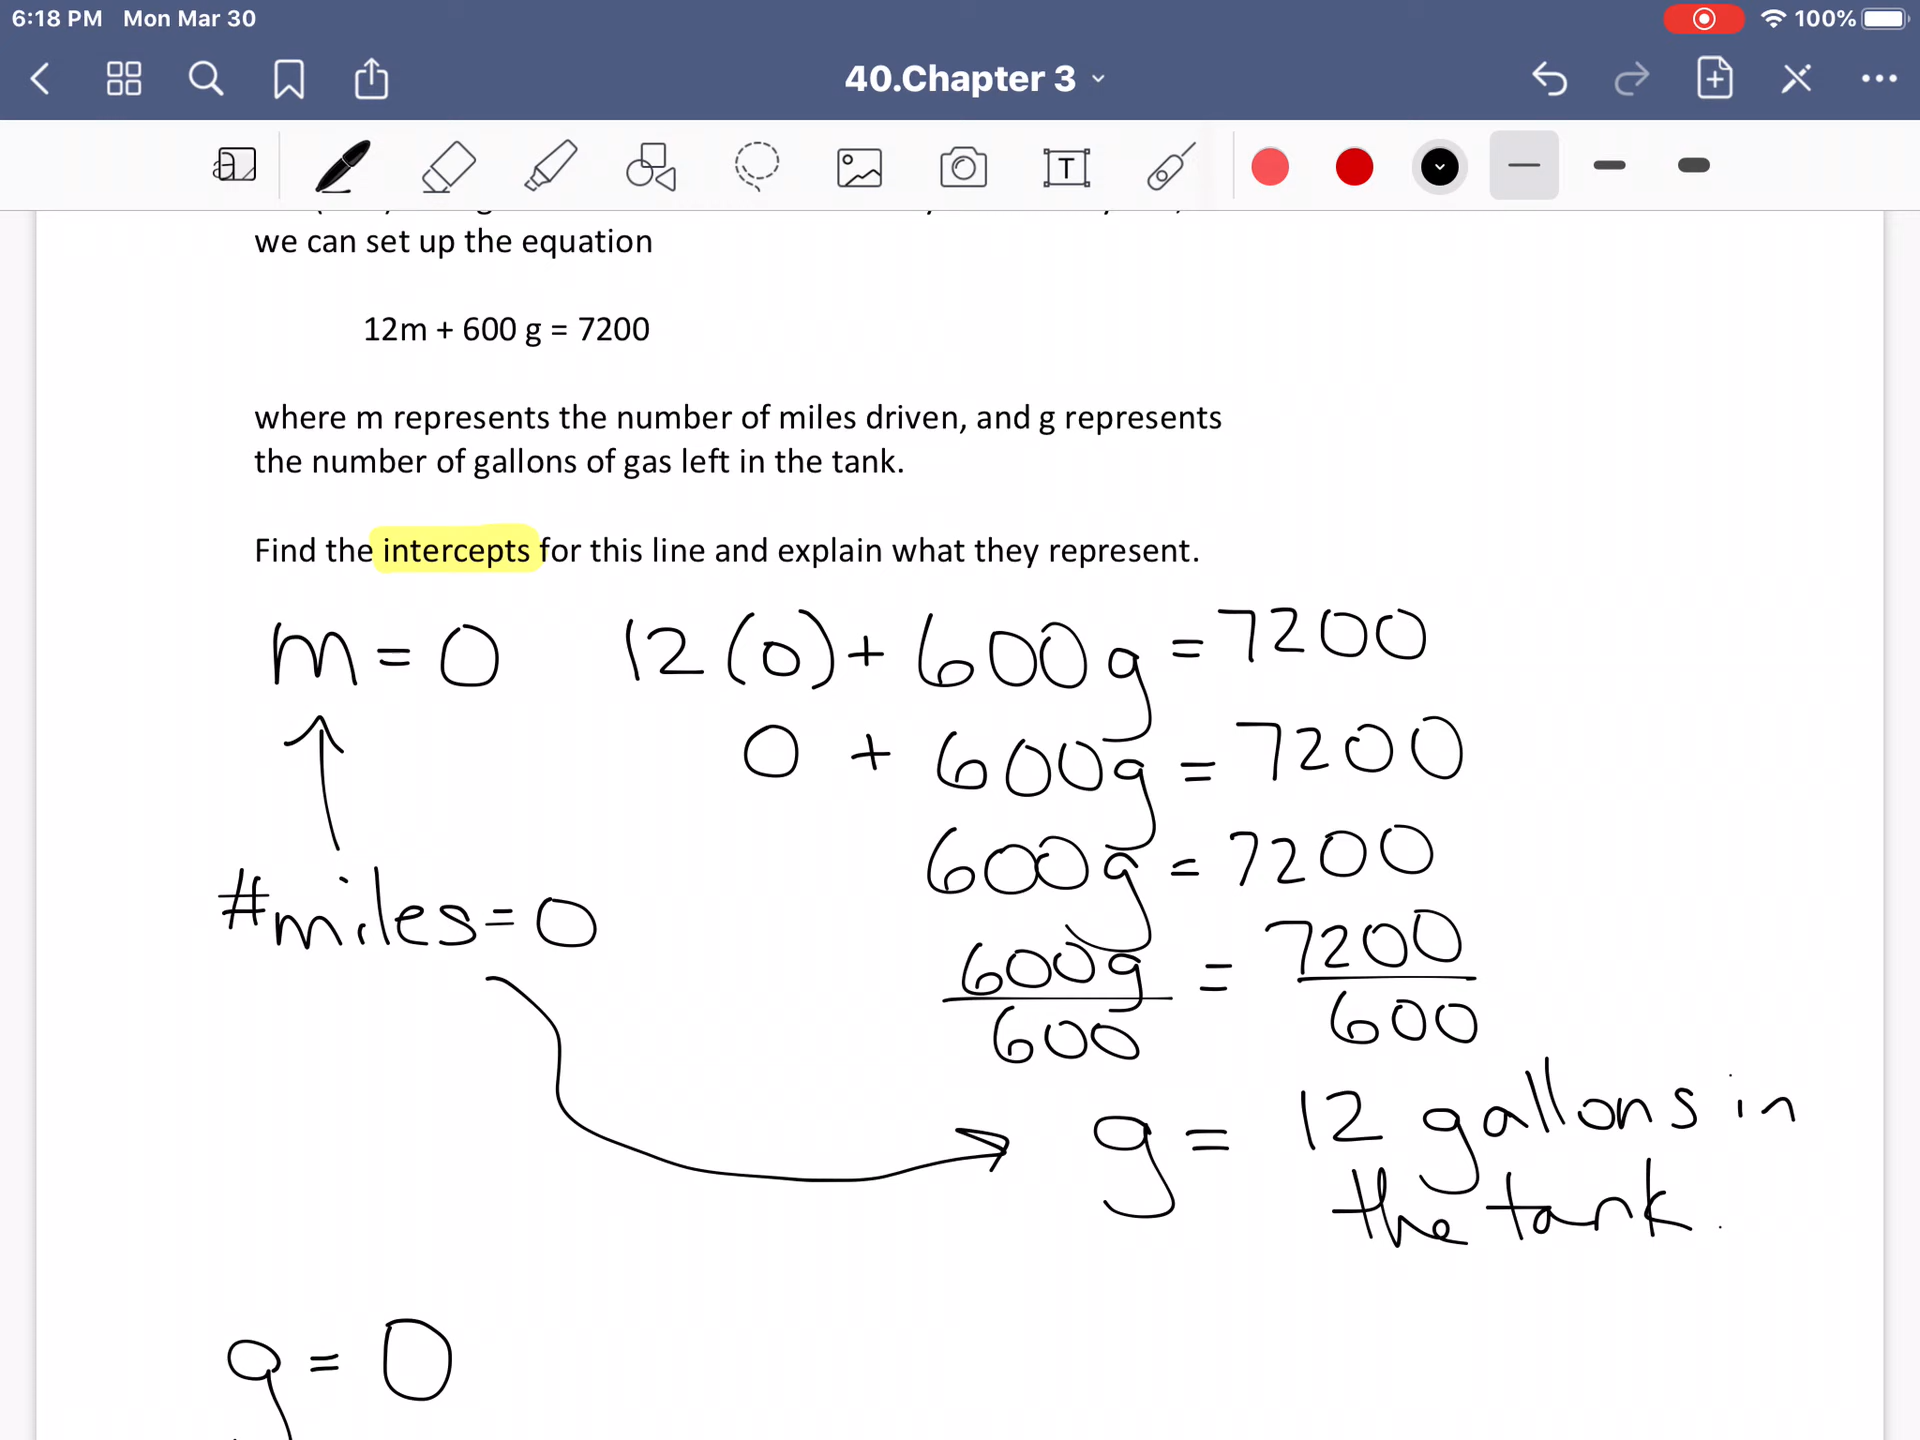 6:18 PM Mon Mar 30
100%
40.Chapter 3
a
T
we can set up the equation
12m + 600 g = 7200
where m represents the number of miles driven, and g represents
the number of gallons of gas left in the tank.
Find the intercepts for this line and explain what they represent.
m = 0 12(0) + 600g = 7200
0 + 600g = 7200
600g = 7200
#miles = 0
600g = 7200
600 600
g = 12 gallons in
the tank.
g = 0